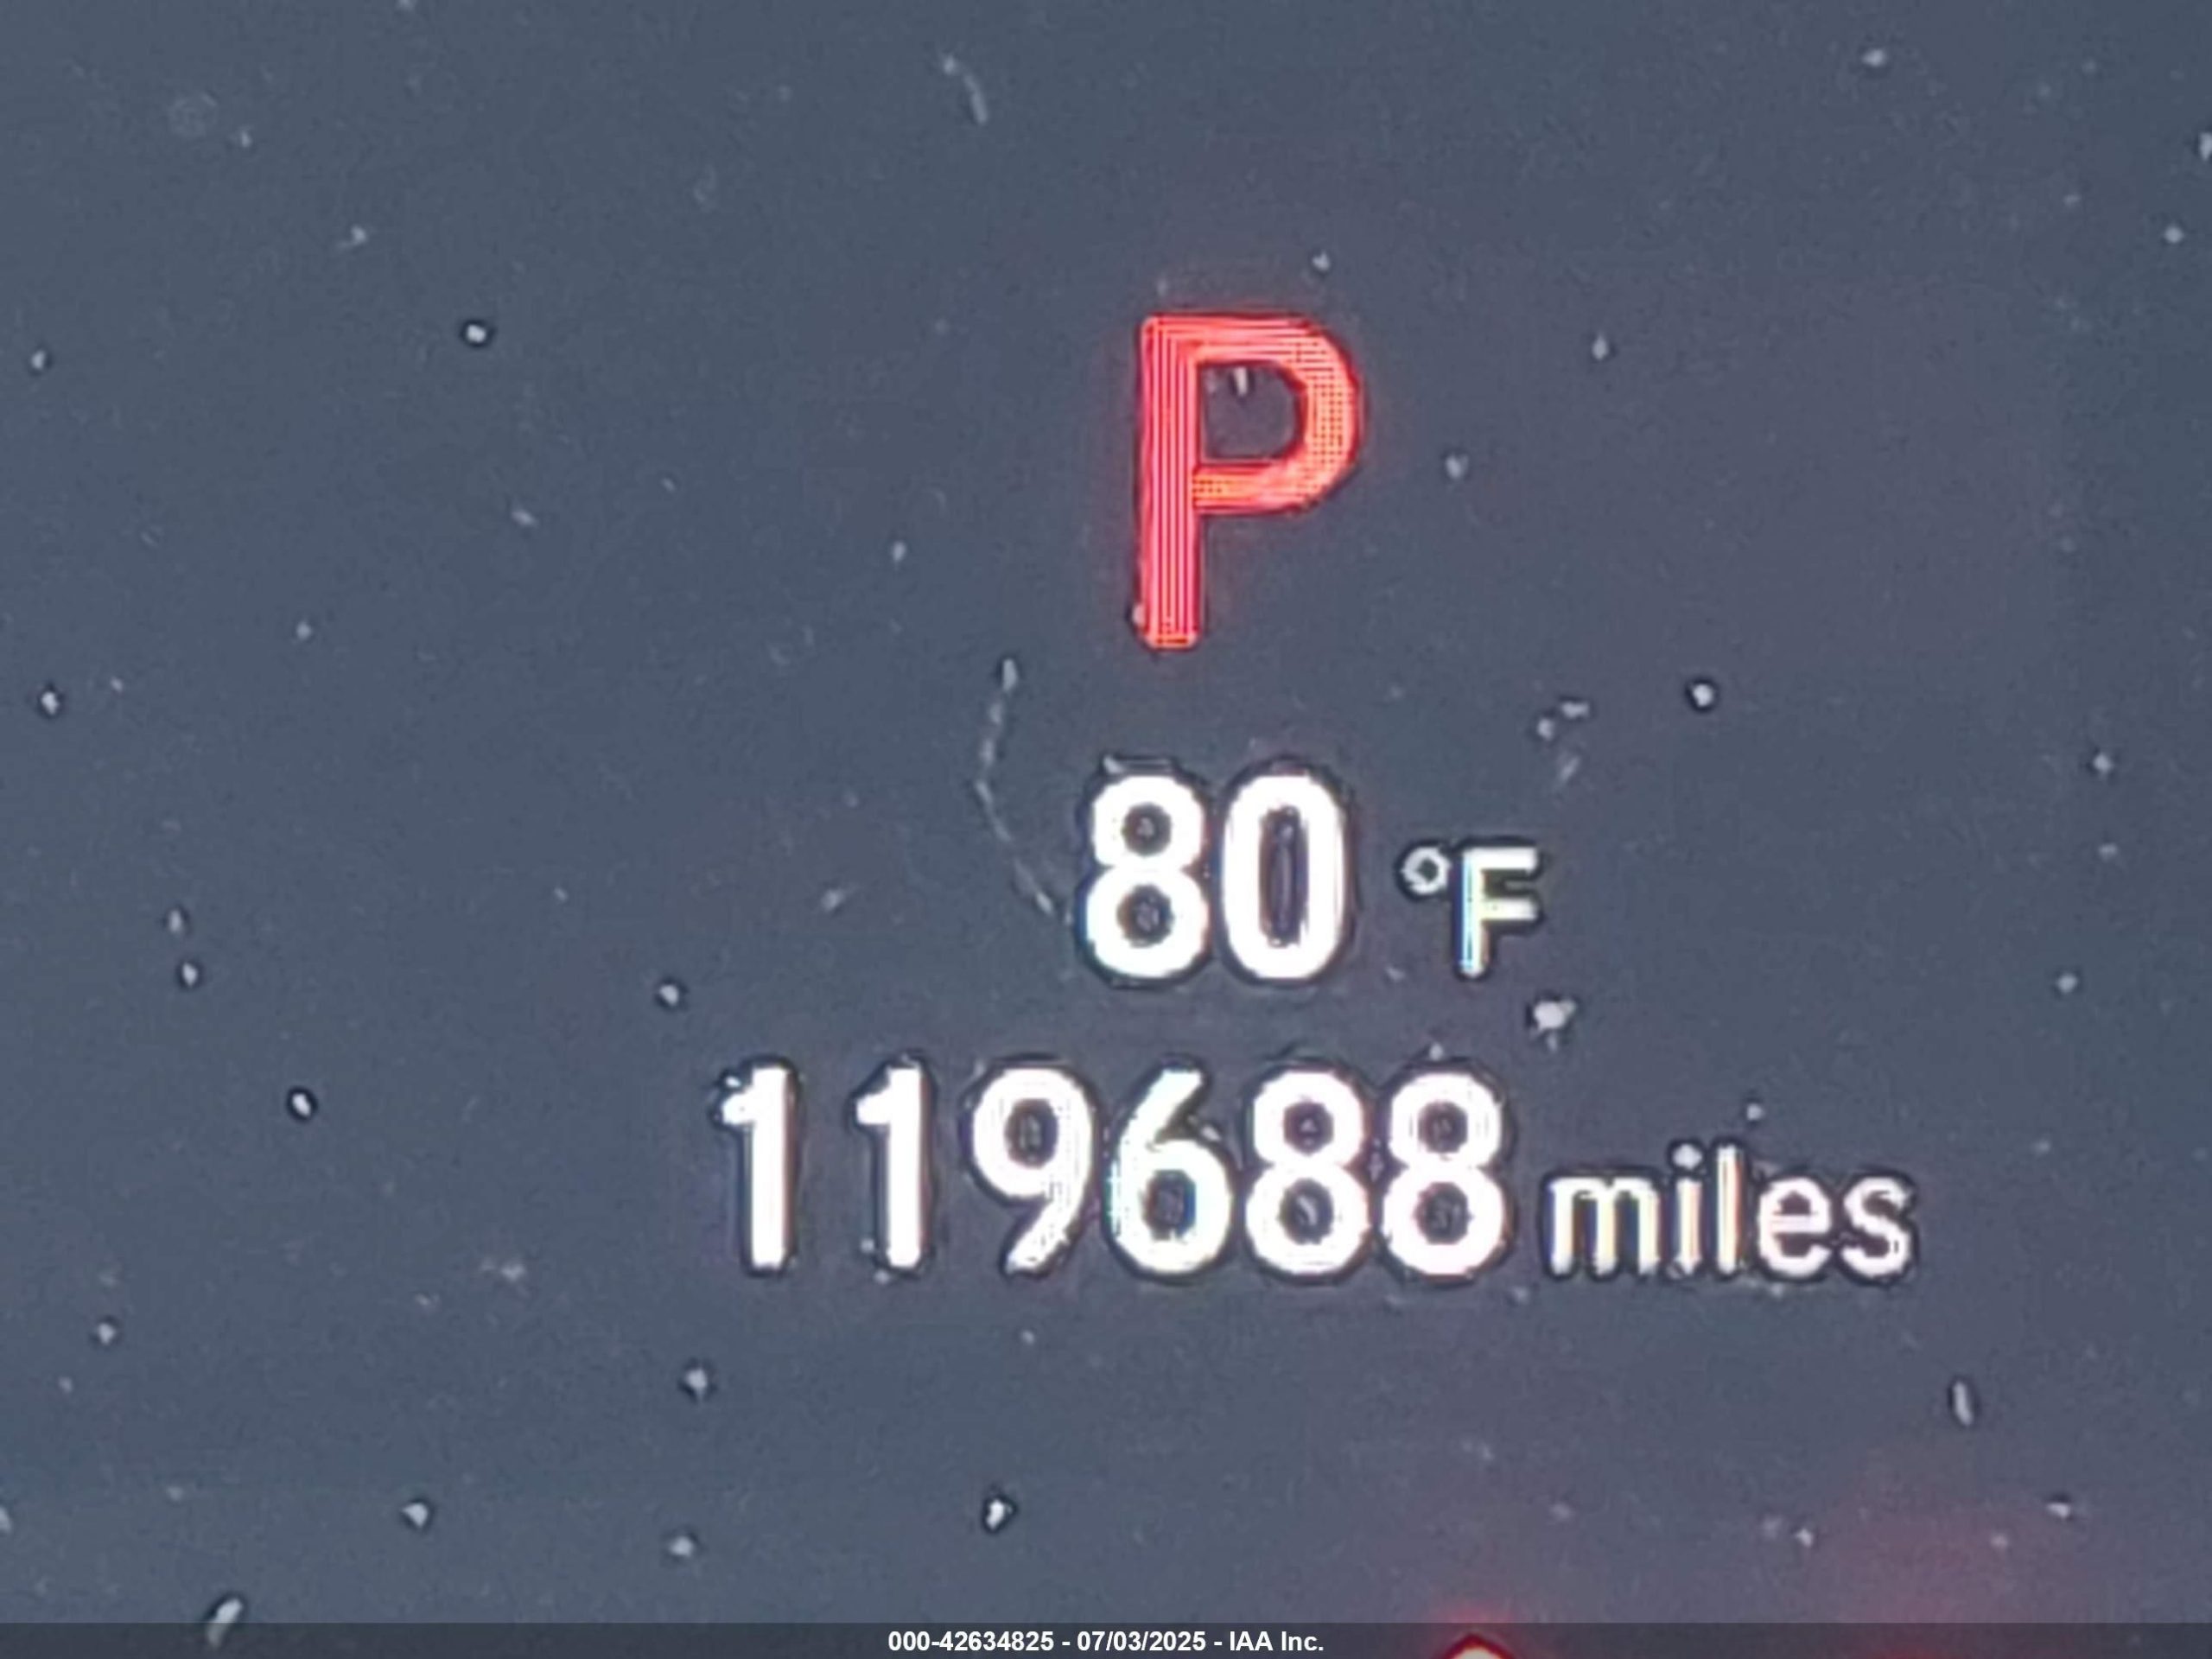 P
80 °F
119688 miles
000-42634825 - 07/03/2025 - IAA Inc.